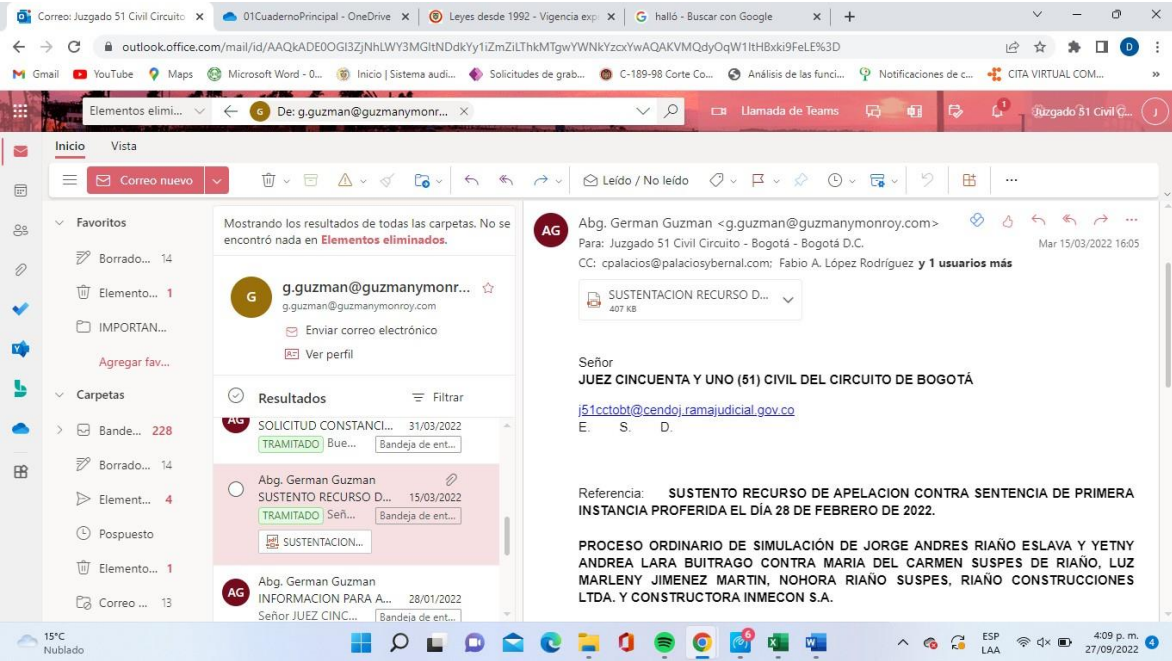 Correo: Juzgado 51 Civil Circuito
01CuadernoPrincipal - OneDrive
Leyes desde 1992 - Vigencia exp
halló - Buscar con Google
outlook.office.com/mail/id/AAQkADE0OGI3ZjNhLWY3MGItNDdkYy1iZmZiLThkMTgwYWNkYzcxYwAQAKVMQdyOqW1ItHBxki9FeLE%3D
Gmail YouTube Maps Microsoft Word - 0... Inicio | Sistema audi... Solicitudes de grab... C-189-98 Corte Co... Análisis de las funci... Notificaciones de c... CITA VIRTUAL COM... »
Elementos elimi... G De: g.guzman@guzmanymonr... Llamada de Teams 1 Juzgado 51 Civil C... J
Inicio Vista
Correo nuevo Leído / No leído ...
Favoritos
Borrado... 14
Elemento... 1
IMPORTAN...
Agregar fav...
Carpetas
Bande... 228
Borrado... 14
Element... 4
Pospuesto
Elemento... 1
Correo ... 13
Mostrando los resultados de todas las carpetas. No se
encontró nada en Elementos eliminados.
G
g.guzman@guzmanymonr...
g.guzman@guzmanymonroy.com
Enviar correo electrónico
Ver perfil
Resultados Filtrar
AG
SOLICITUD CONSTANCI... 31/03/2022
TRAMITADO Bue... Bandeja de ent...
Abg. German Guzman
SUSTENTO RECURSO D... 15/03/2022
TRAMITADO Señ... Bandeja de ent...
SUSTENTACION...
AG
Abg. German Guzman
INFORMACION PARA A... 28/01/2022
Señor JUEZ CINC... Bandeja de ent...
AG
Abg. German Guzman <g.guzman@guzmanymonroy.com>
Para: Juzgado 51 Civil Circuito - Bogotá - Bogotá D.C.
Mar 15/03/2022 16:05
CC: cpalacios@palaciosybernal.com; Fabio A. López Rodríguez y 1 usuarios más
SUSTENTACION RECURSO D...
407 KB
Señor
JUEZ CINCUENTA Y UNO (51) CIVIL DEL CIRCUITO DE BOGOTÁ
j51cctobt@cendoj.ramajudicial.gov.co
E. S. D.
Referencia: SUSTENTO RECURSO DE APELACION CONTRA SENTENCIA DE PRIMERA
INSTANCIA PROFERIDA EL DÍA 28 DE FEBRERO DE 2022.
PROCESO ORDINARIO DE SIMULACIÓN DE JORGE ANDRES RIAÑO ESLAVA Y YETNY
ANDREA LARA BUITRAGO CONTRA MARIA DEL CARMEN SUSPES DE RIAÑO, LUZ
MARLENY JIMENEZ MARTIN, NOHORA RIAÑO SUSPES, RIAÑO CONSTRUCCIONES
LTDA. Y CONSTRUCTORA INMECON S.A.
15°C
Nublado
6
ESP
LAA
4:09 p. m.
27/09/2022
4